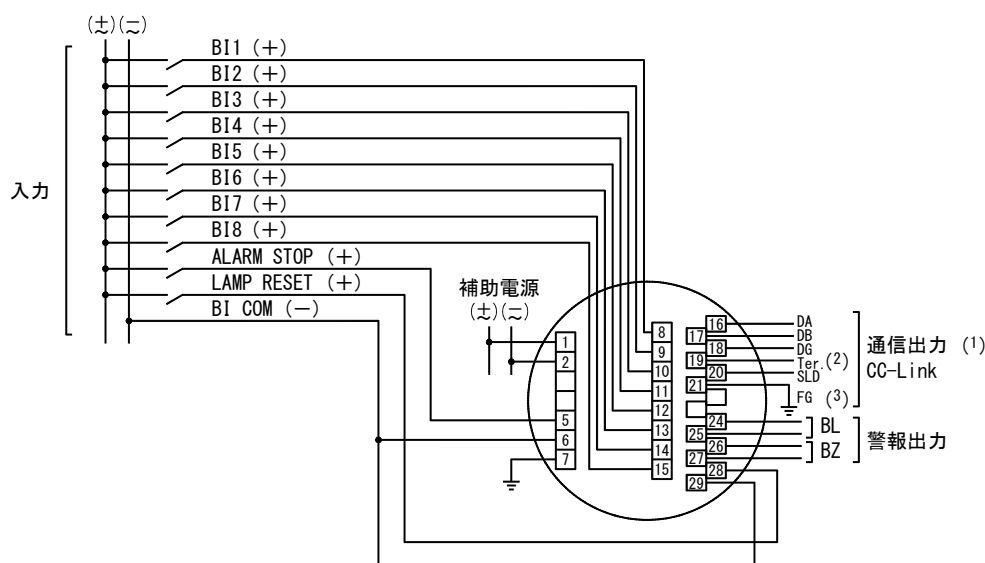 (±)(∓)
BI1 (+)
BI2 (+)
BI3 (+)
BI4 (+)
BI5 (+)
BI6 (+)
BI7 (+)
BI8 (+)
ALARM STOP (+)
LAMP RESET (+)
BI COM (−)
入力
補助電源
(±)(∓)
1
2
5
6
7
8
9
10
11
12
13
14
15
16
17
18
19
20
21
24
25
26
27
28
29
DA
DB
DG
Ter.(2)
SLD
FG (3)
通信出力 (1)
CC-Link
BL
BZ
警報出力